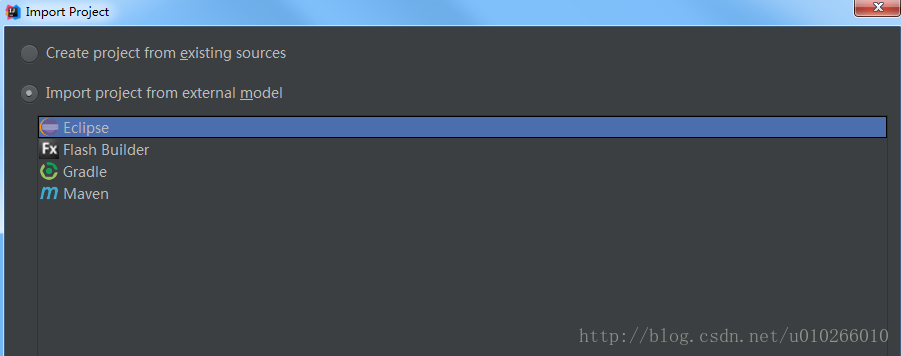 Import Project
Create project from existing sources
Import project from external model
Eclipse
Fx Flash Builder
Gradle
m Maven
http://blog.csdn.net/u010266010